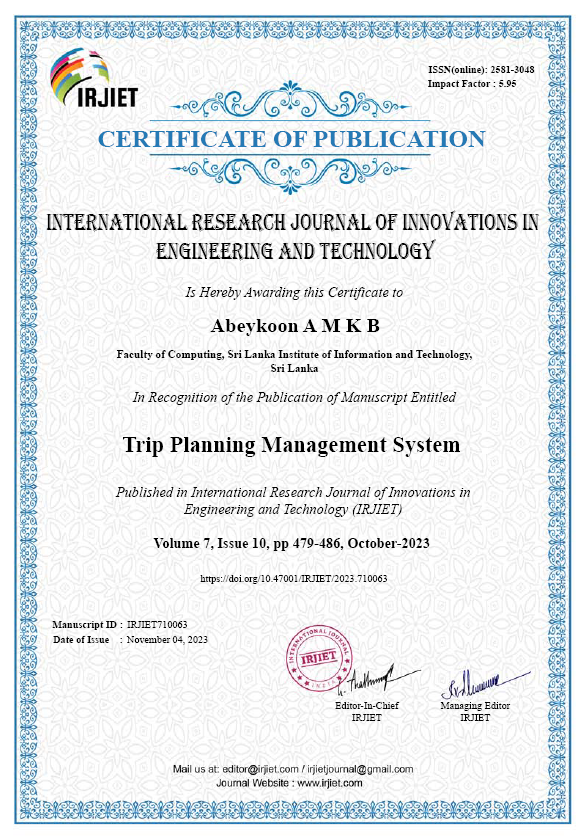 IRJIET
ISSN(online): 2581-3048
Impact Factor : 5.95
CERTIFICATE OF PUBLICATION
INTERNATIONAL RESEARCH JOURNAL OF INNOVATIONS IN
ENGINEERING AND TECHNOLOGY
Is Hereby Awarding this Certificate to
Abeykoon A M K B
Faculty of Computing, Sri Lanka Institute of Information and Technology,
Sri Lanka
In Recognition of the Publication of Manuscript Entitled
Trip Planning Management System
Published in International Research Journal of Innovations in
Engineering and Technology (IRJIET)
Volume 7, Issue 10, pp 479-486, October-2023
https://doi.org/10.47001/IRJIET/2023.710063
Manuscript ID : IRJIET710063
Date of Issue : November 04, 2023
INTERNATIONAL JOURNAL
IRJIET
INDIA
Editor-In-Chief
IRJIET
Managing Editor
IRJIET
Mail us at: editor@irjiet.com / irjietjournal@gmail.com
Journal Website : www.irjiet.com